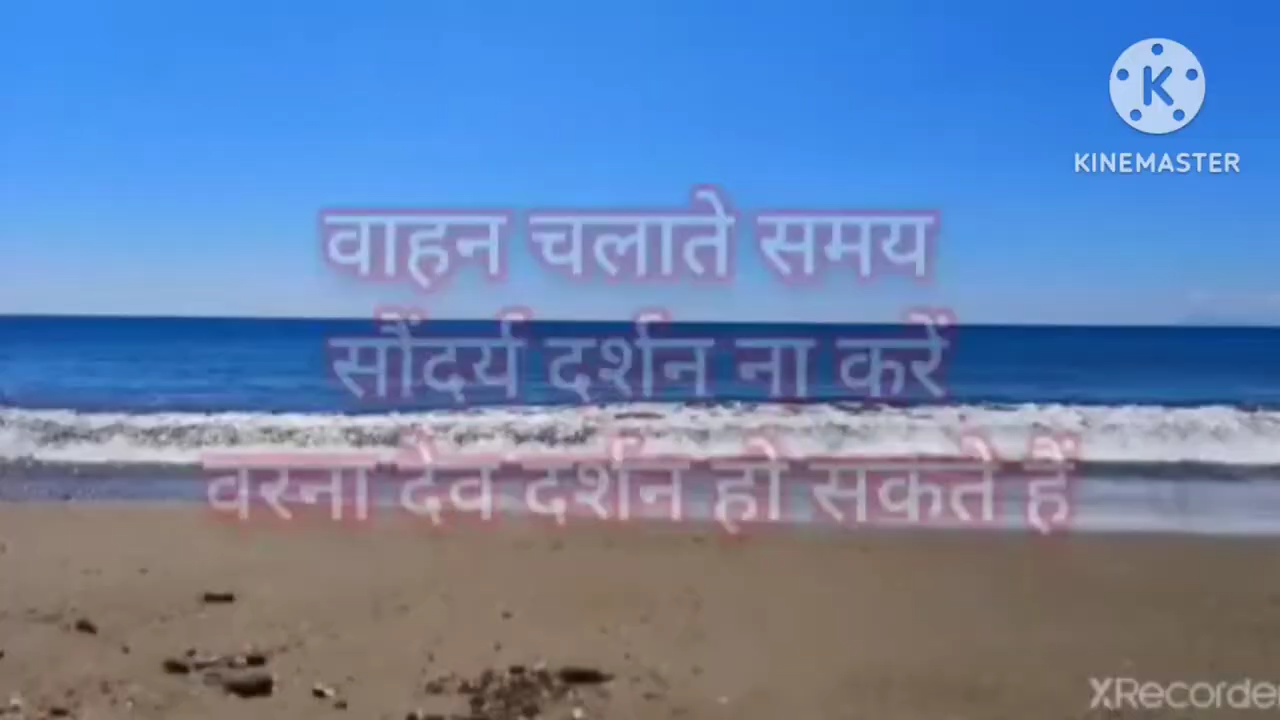 KINEMASTER
वाहन चलाते समय
सौंदर्य दर्शन ना करें
वरना देव दर्शन हो सकते हैं
XRecorder